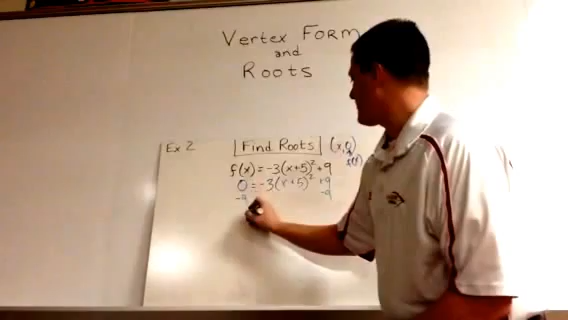 Vertex Form
and
Roots
Ex 2 Find Roots (x, 0)
f(x)
f(x) = -3(x+5)² + 9
0 = -3(x+5)² + 9
-9 -9